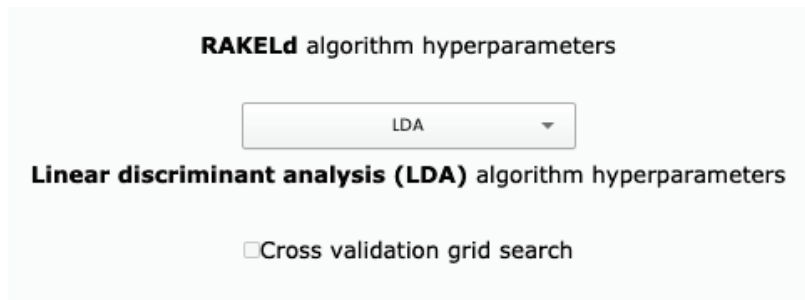 RAKELd algorithm hyperparameters
LDA
Linear discriminant analysis (LDA) algorithm hyperparameters
Cross validation grid search